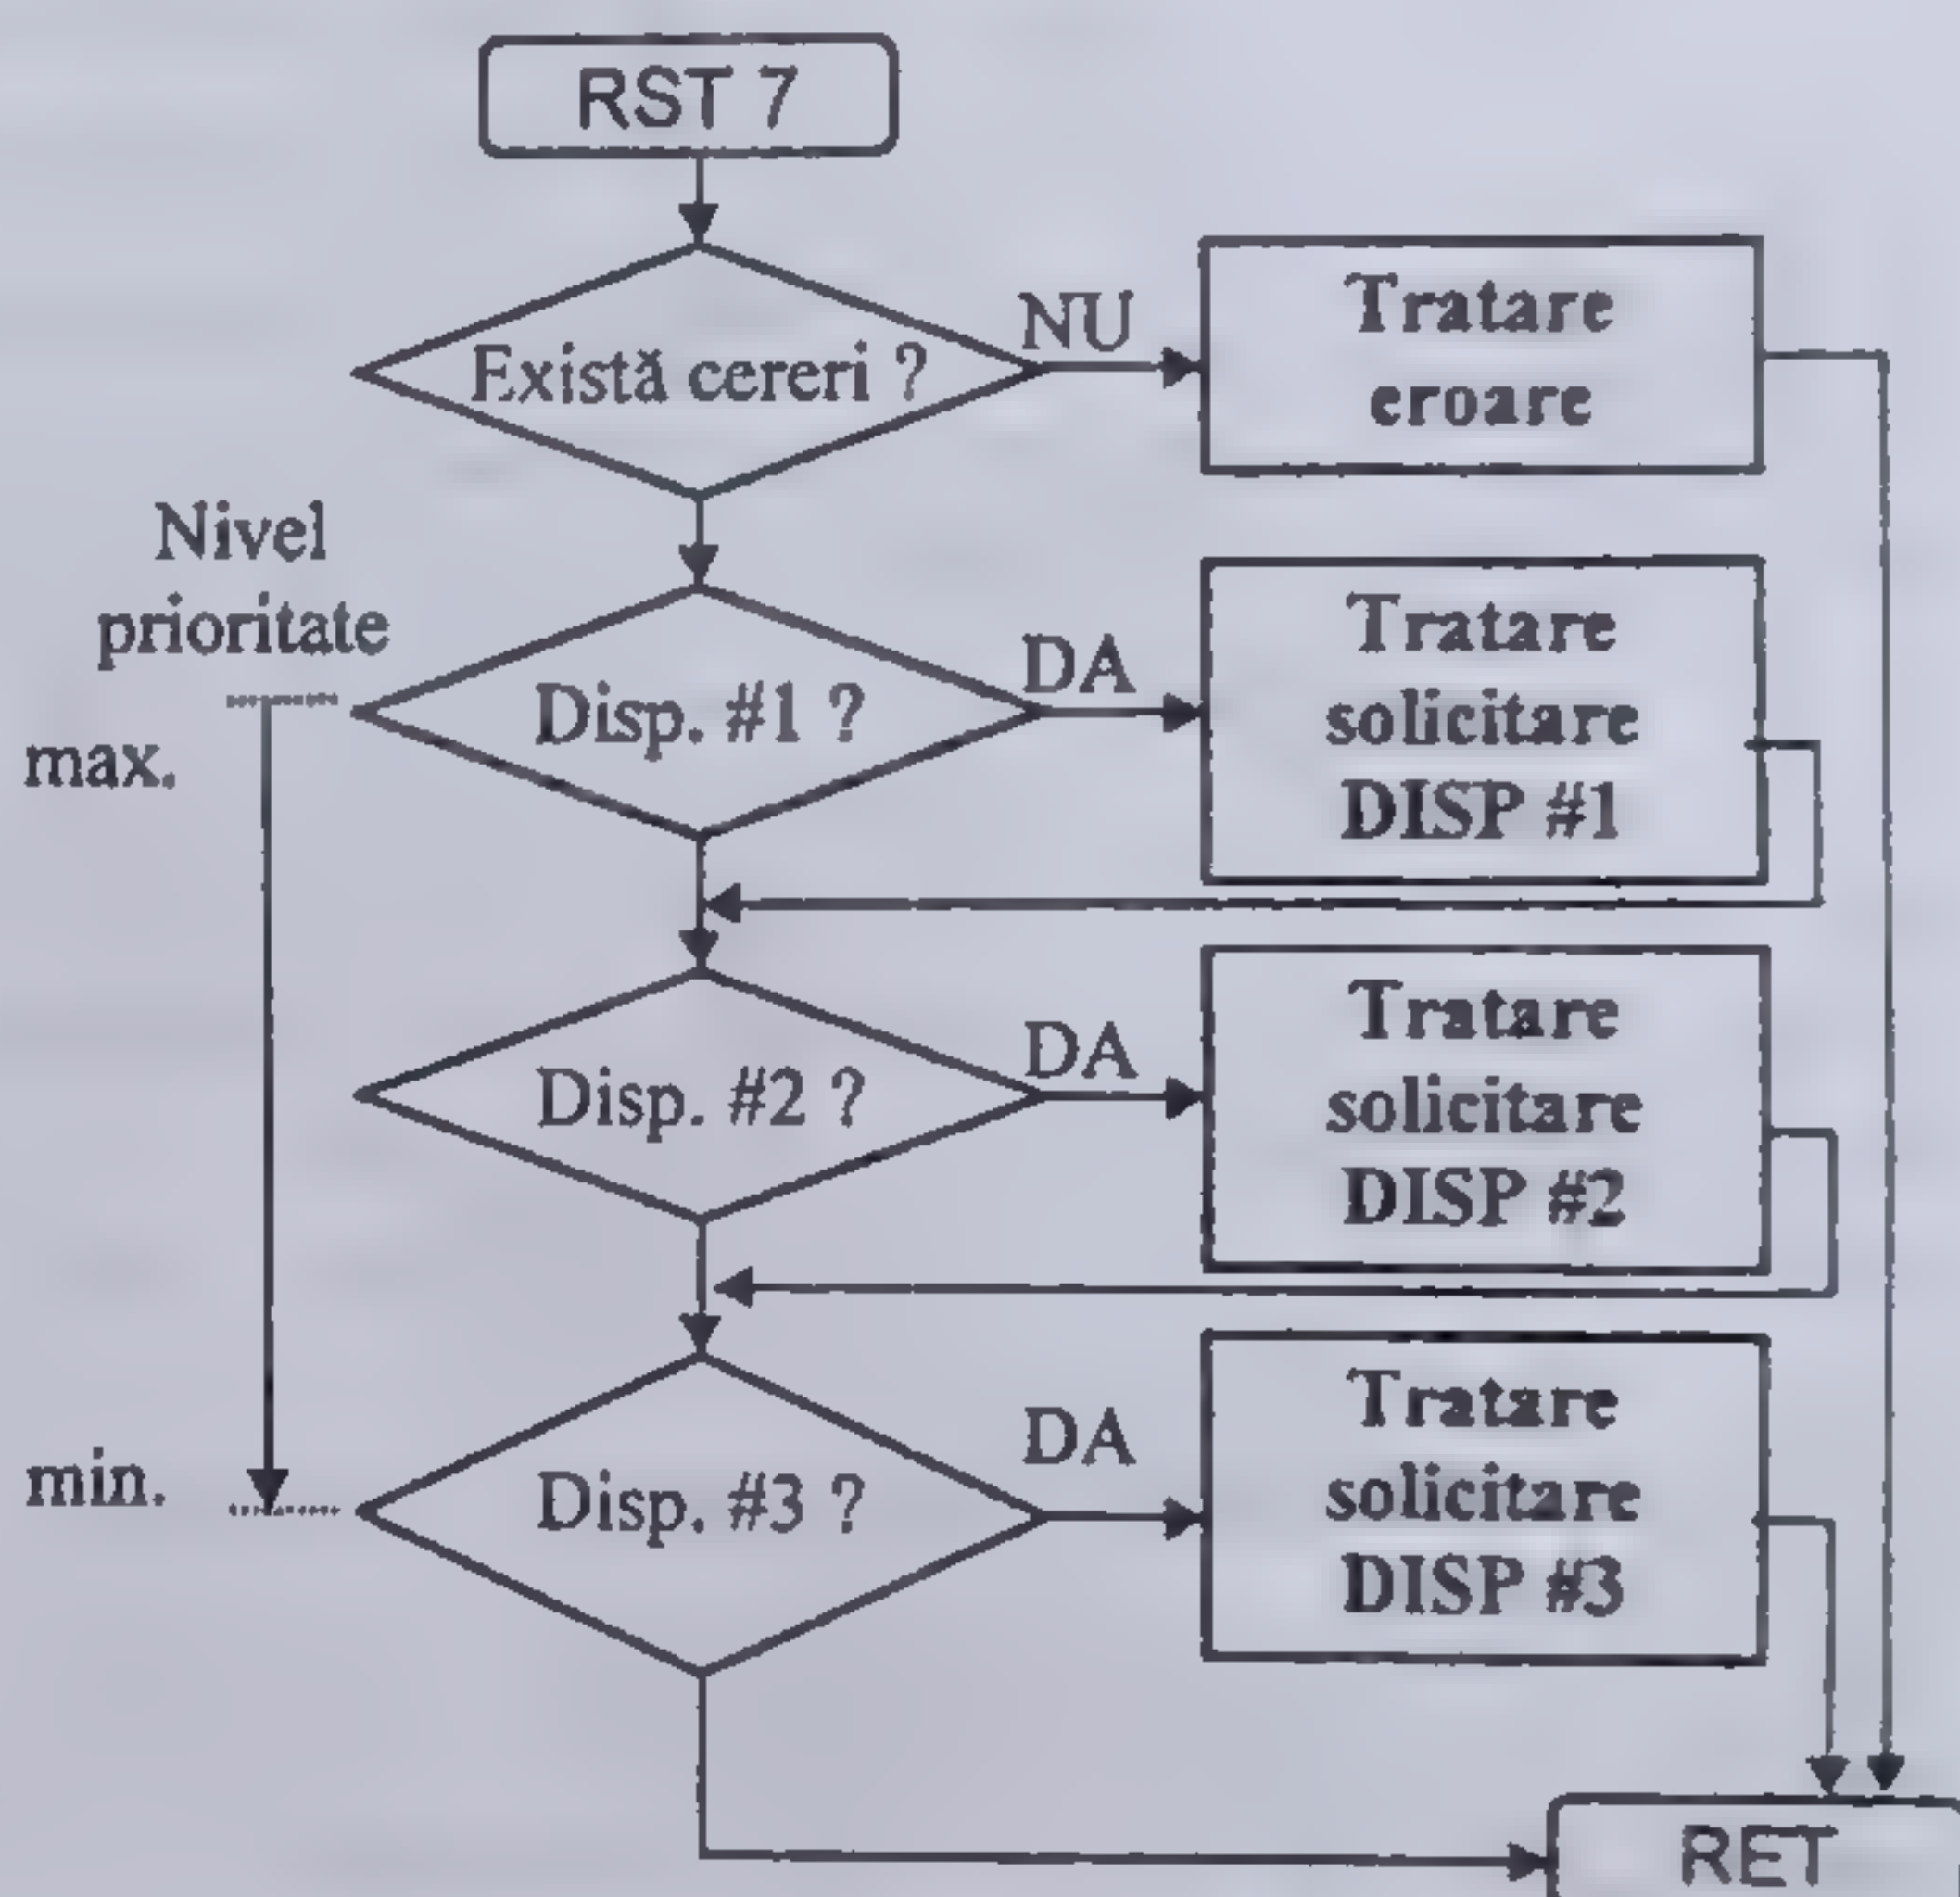 RST 7
Există cereri ?
NU
Tratare
eroare
Nivel
prioritate
max.
Disp. #1 ?
DA
Tratare
solicitare
DISP #1
Disp. #2 ?
DA
Tratare
solicitare
DISP #2
min.
Disp. #3 ?
DA
Tratare
solicitare
DISP #3
RET